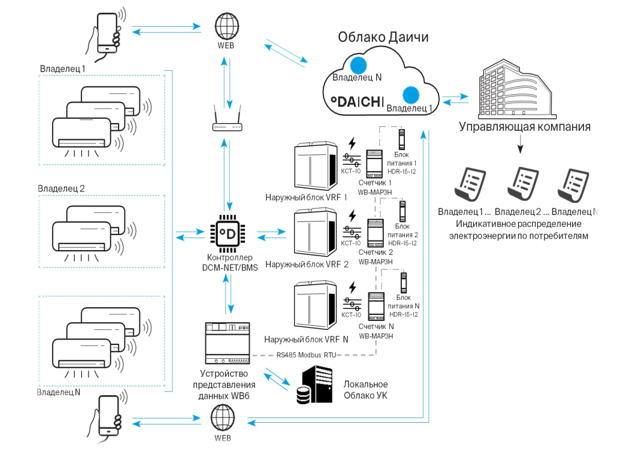 WEB
Облако Даичи
Владелец N
DAICHI
Владелец 1
Управляющая компания
Владелец 1 ... Владелец 2 ... Владелец N
Индикативное распределение
электроэнергии по потребителям
Владелец 1
Владелец 2
Владелец N
D
Контроллер
DCM-NET/BMS
Наружный блок VRF 1
КСТ-10
Счетчик 1
WB-MAP3H
Блок
питания 1
HDR-15-12
Наружный блок VRF 2
КСТ-10
Счетчик 2
WB-MAP3H
Блок
питания 2
HDR-15-12
Наружный блок VRF N
КСТ-10
Счетчик N
WB-MAP3H
Блок
питания N
HDR-15-12
RS485 Modbus RTU
Устройство
представления
данных WB6
Локальное
Облако УК
WEB